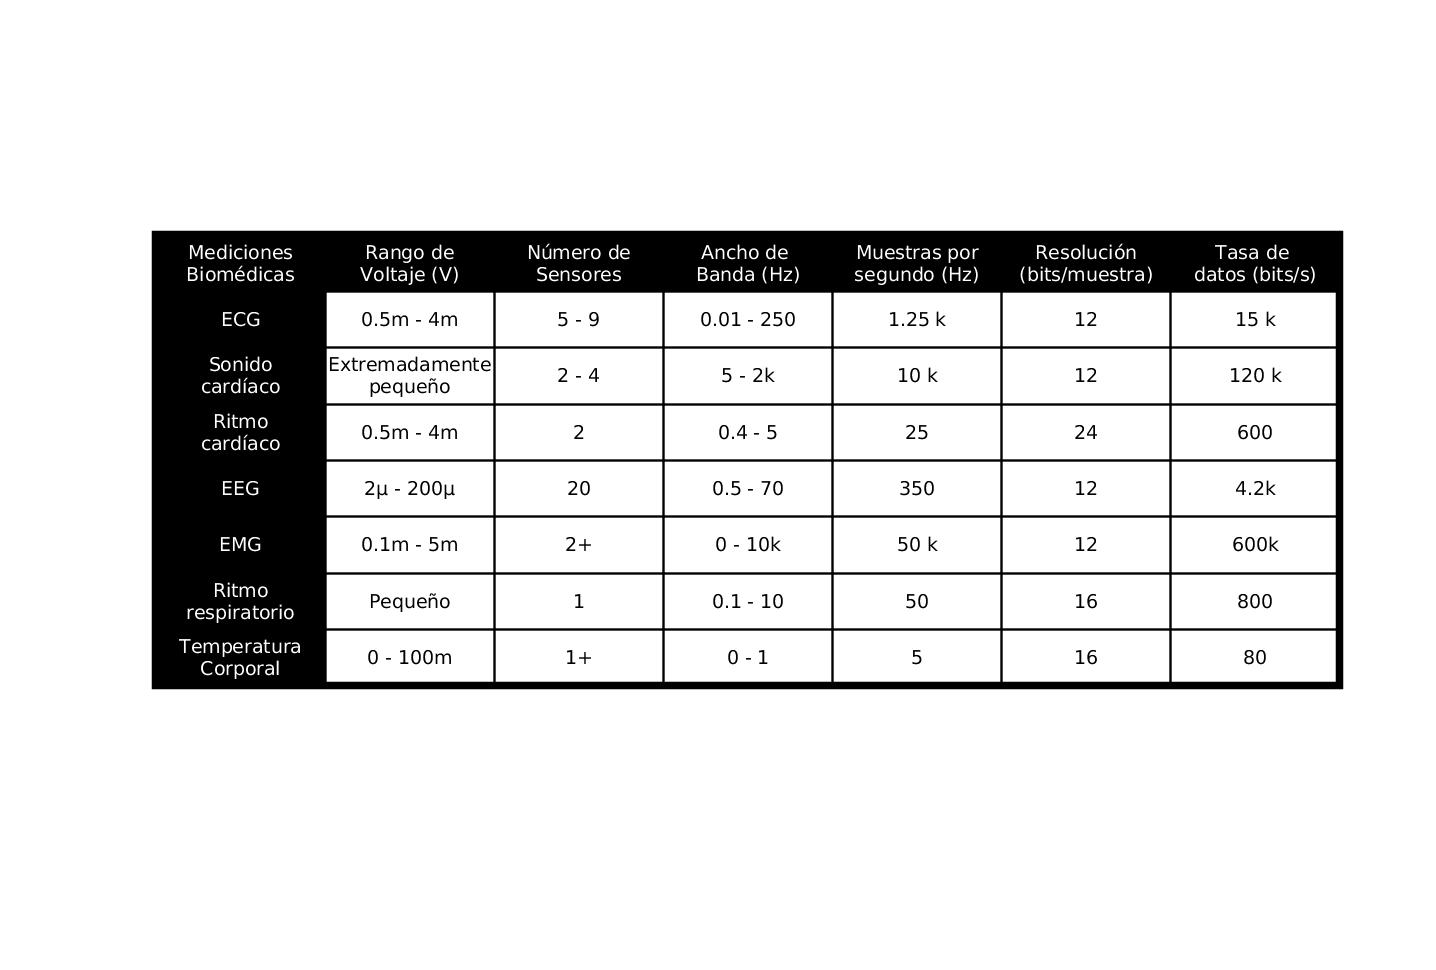 Mediciones
Biomédicas
Rango de
Voltaje (V)
Número de
Sensores
Ancho de
Banda (Hz)
Muestras por
segundo (Hz)
Resolución
(bits/muestra)
Tasa de
datos (bits/s)
ECG
0.5m - 4m
5 - 9
0.01 - 250
1.25 k
12
15 k
Sonido
cardíaco
Extremadamente
pequeño
2 - 4
5 - 2k
10 k
12
120 k
Ritmo
cardíaco
0.5m - 4m
2
0.4 - 5
25
24
600
EEG
2μ - 200μ
20
0.5 - 70
350
12
4.2k
EMG
0.1m - 5m
2+
0 - 10k
50 k
12
600k
Ritmo
respiratorio
Pequeño
1
0.1 - 10
50
16
800
Temperatura
Corporal
0 - 100m
1+
0 - 1
5
16
80